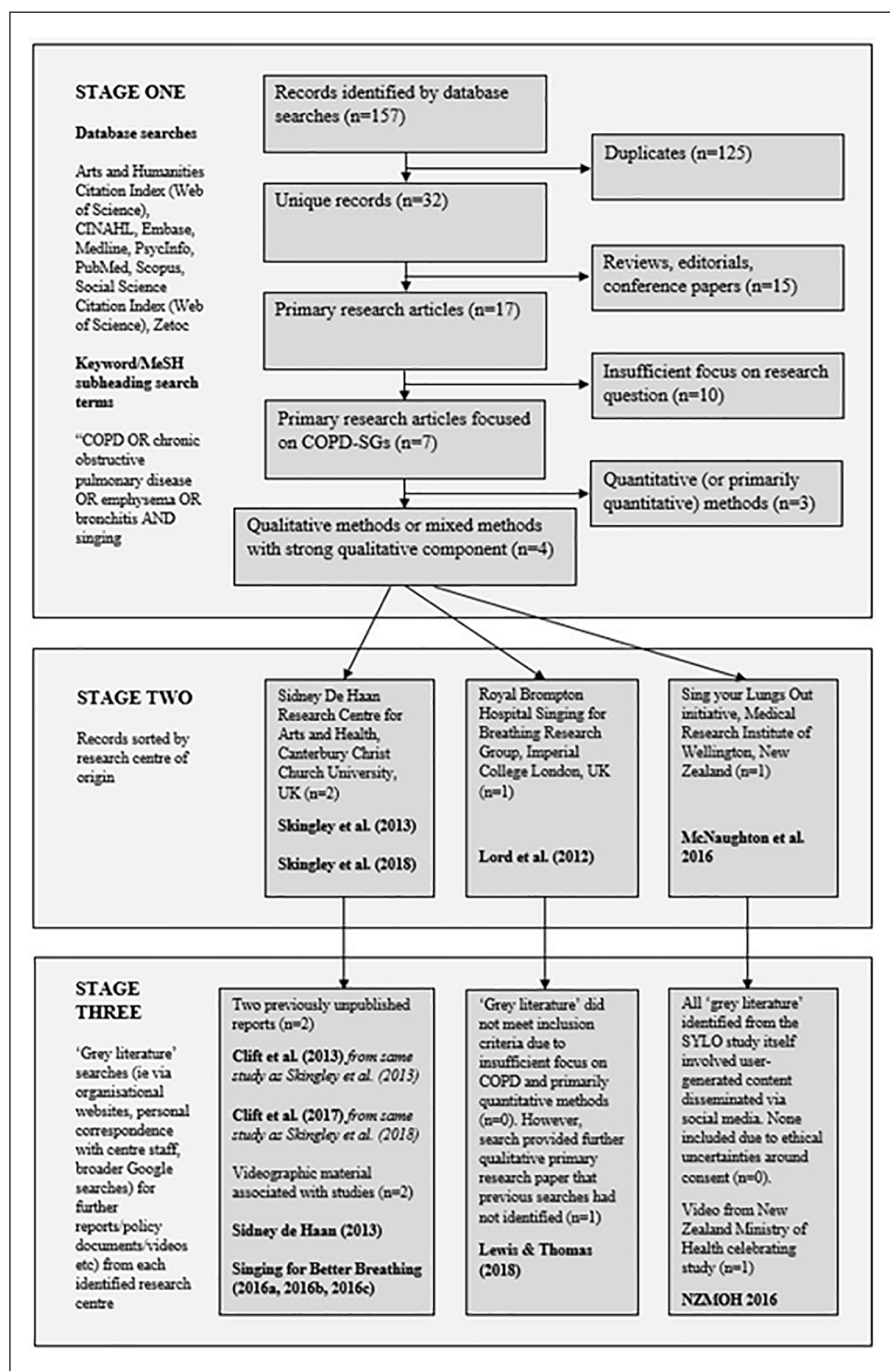 STAGE ONE
Database searches
Arts and Humanities
Citation Index (Web
of Science),
CINAHL, Embase,
Medline, PsycInfo,
PubMed, Scopus,
Social Science
Citation Index (Web
of Science), Zetoc
Keyword/MeSH
subheading search
terms
“COPD OR chronic
obstructive
pulmonary disease
OR emphysema OR
bronchitis AND
singing
Records identified by database
searches (n=157)
Duplicates (n=125)
Unique records (n=32)
Reviews, editorials,
conference papers (n=15)
Primary research articles (n=17)
Insufficient focus on research
question (n=10)
Primary research articles focused
on COPD-SGs (n=7)
Quantitative (or primarily
quantitative) methods (n=3)
Qualitative methods or mixed methods
with strong qualitative component (n=4)
STAGE TWO
Records sorted by
research centre of
origin
Sidney De Haan
Research Centre for
Arts and Health,
Canterbury Christ
Church University,
UK (n=2)
Skingley et al. (2013)
Skingley et al. (2018)
Royal Brompton
Hospital Singing for
Breathing Research
Group, Imperial
College London, UK
(n=1)
Lord et al. (2012)
Sing your Lungs Out
initiative, Medical
Research Institute of
Wellington, New
Zealand (n=1)
McNaughton et al.
2016
STAGE
THREE
‘Grey literature’
searches (ie via
organisational
websites, personal
correspondence
with centre staff,
broader Google
searches) for
further
reports/policy
documents/videos
etc) from each
identified research
centre
Two previously unpublished
reports (n=2)
Clift et al. (2013) from same
study as Skingley et al. (2013)
Clift et al. (2017) from same
study as Skingley et al. (2018)
Videographic material
associated with studies (n=2)
Sidney de Haan (2013)
Singing for Better Breathing
(2016a, 2016b, 2016c)
‘Grey literature’ did
not meet inclusion
criteria due to
insufficient focus on
COPD and primarily
quantitative methods
(n=0). However,
search provided further
qualitative primary
research paper that
previous searches had
not identified (n=1)
Lewis & Thomas
(2018)
All ‘grey literature’
identified from the
SYLO study itself
involved user-
generated content
disseminated via
social media. None
included due to ethical
uncertainties around
consent (n=0).
Video from New
Zealand Ministry of
Health celebrating
study (n=1)
NZMOH 2016